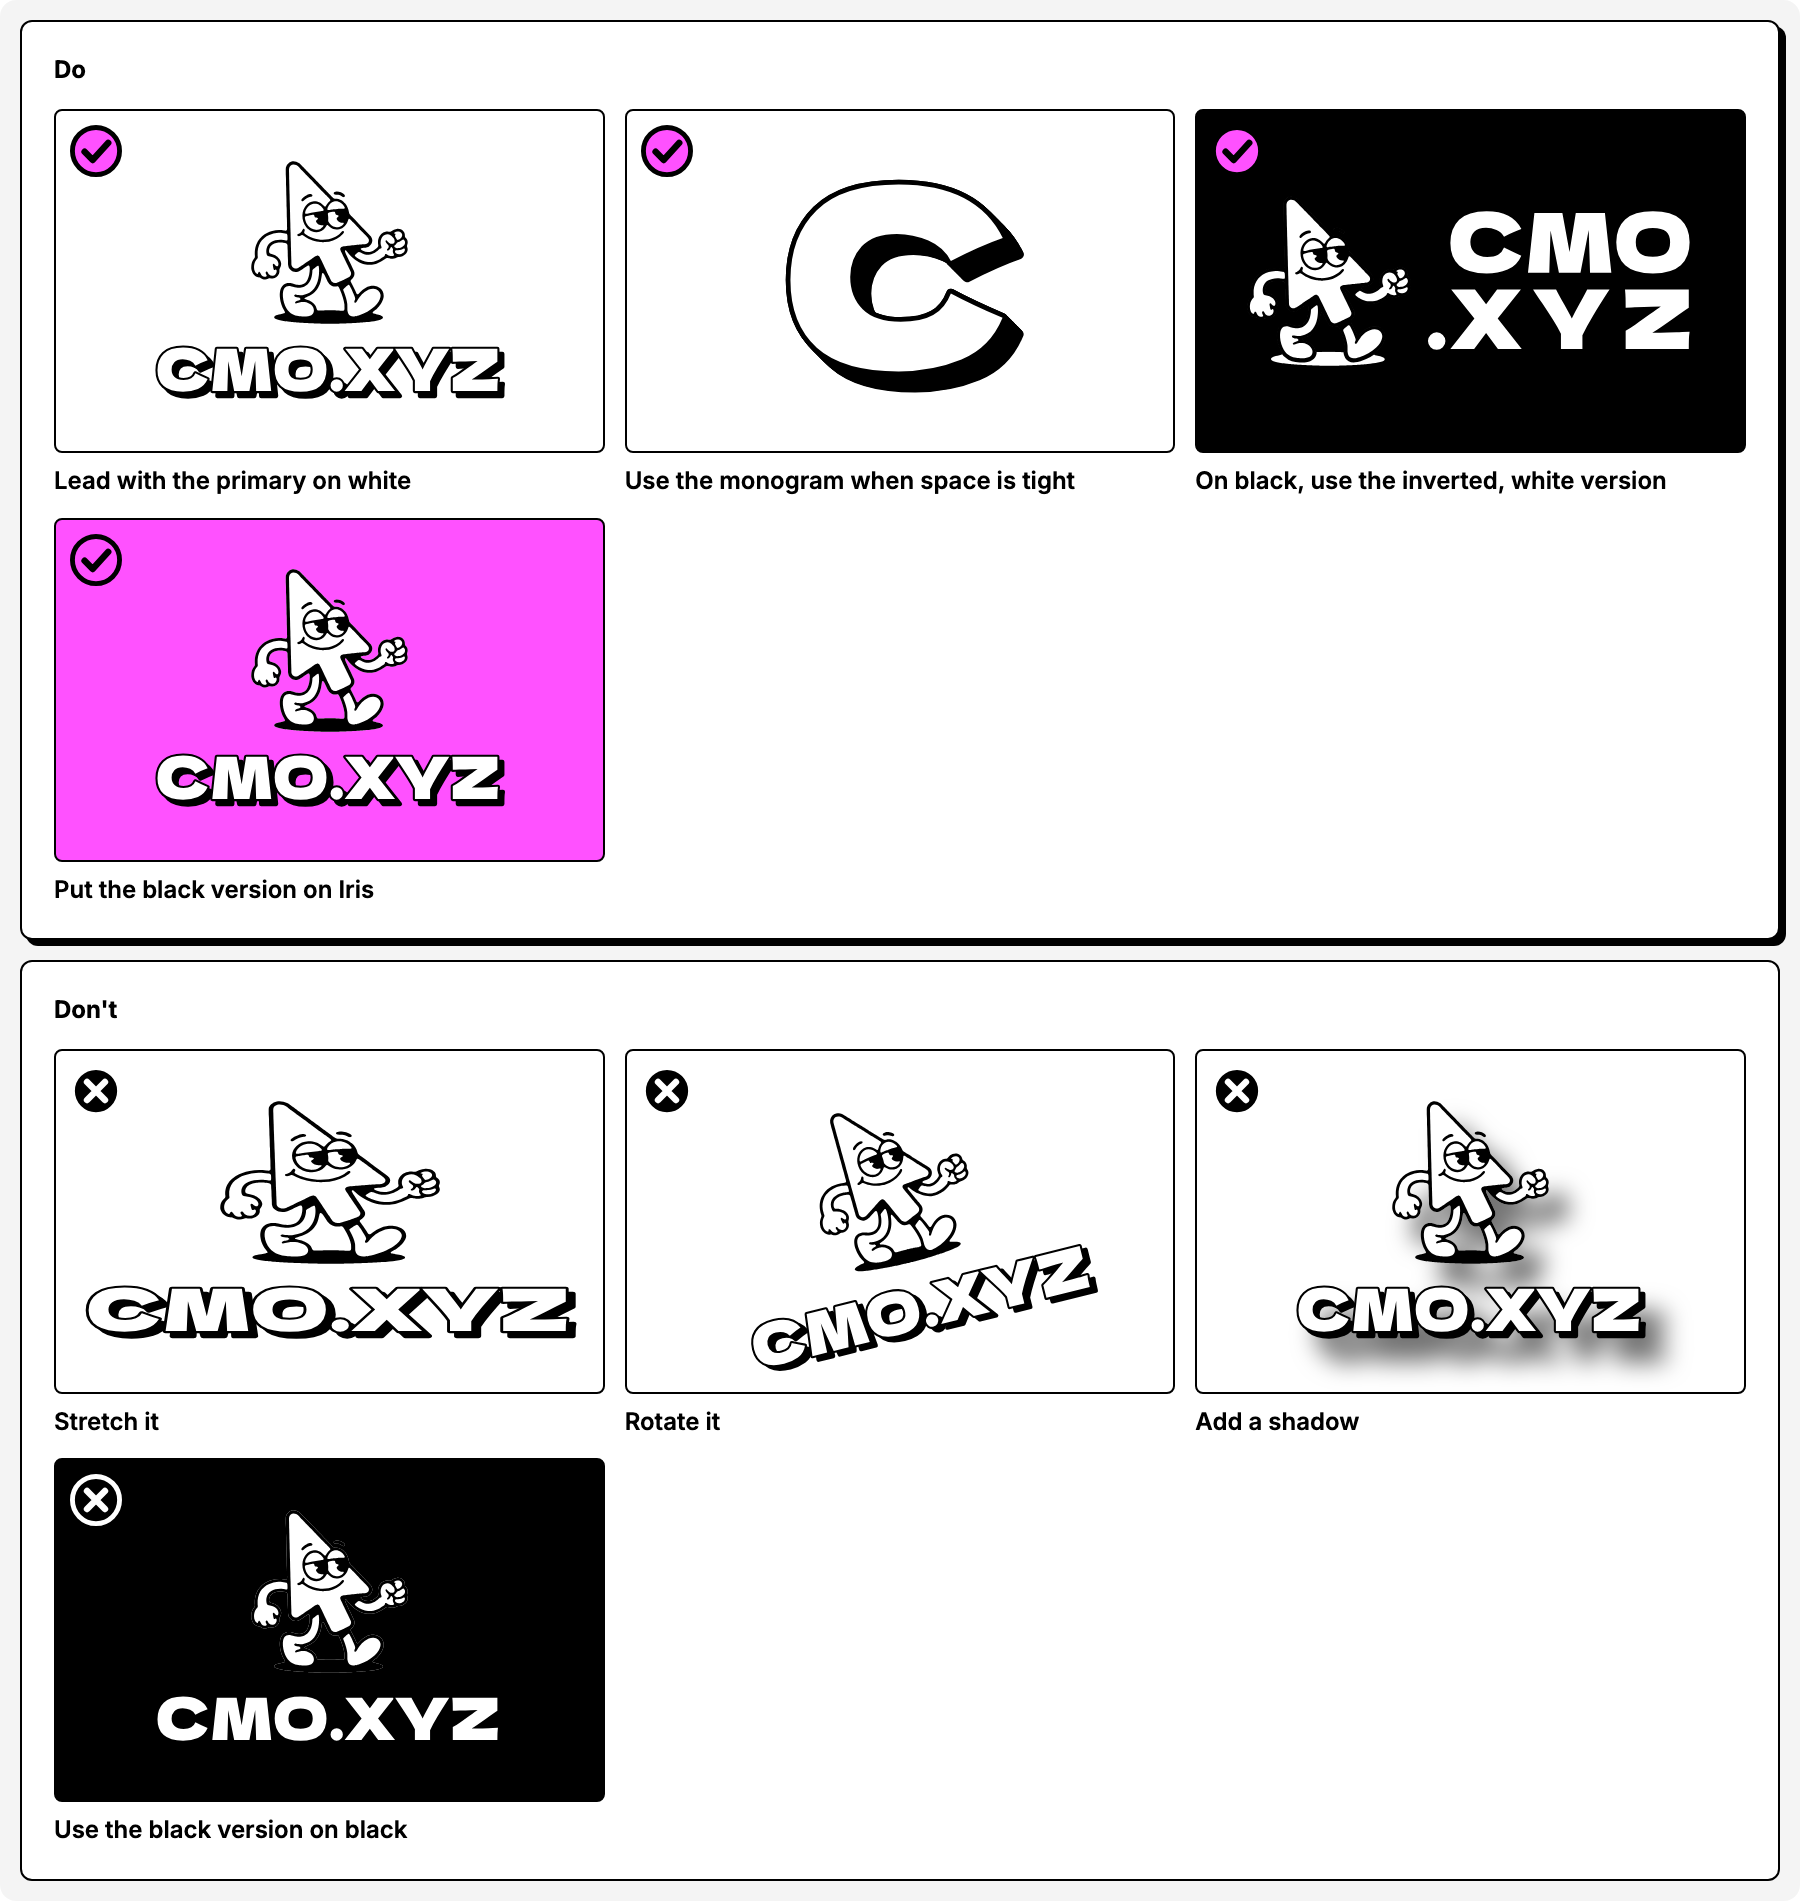 Do
CMO.XYZ
C
CMO
.XYZ
Lead with the primary on white
Use the monogram when space is tight
On black, use the inverted, white version
CMO.XYZ
Put the black version on Iris
Don't
CMO.XYZ
CMO.XYZ
CMO.XYZ
Stretch it
Rotate it
Add a shadow
CMO.XYZ
Use the black version on black